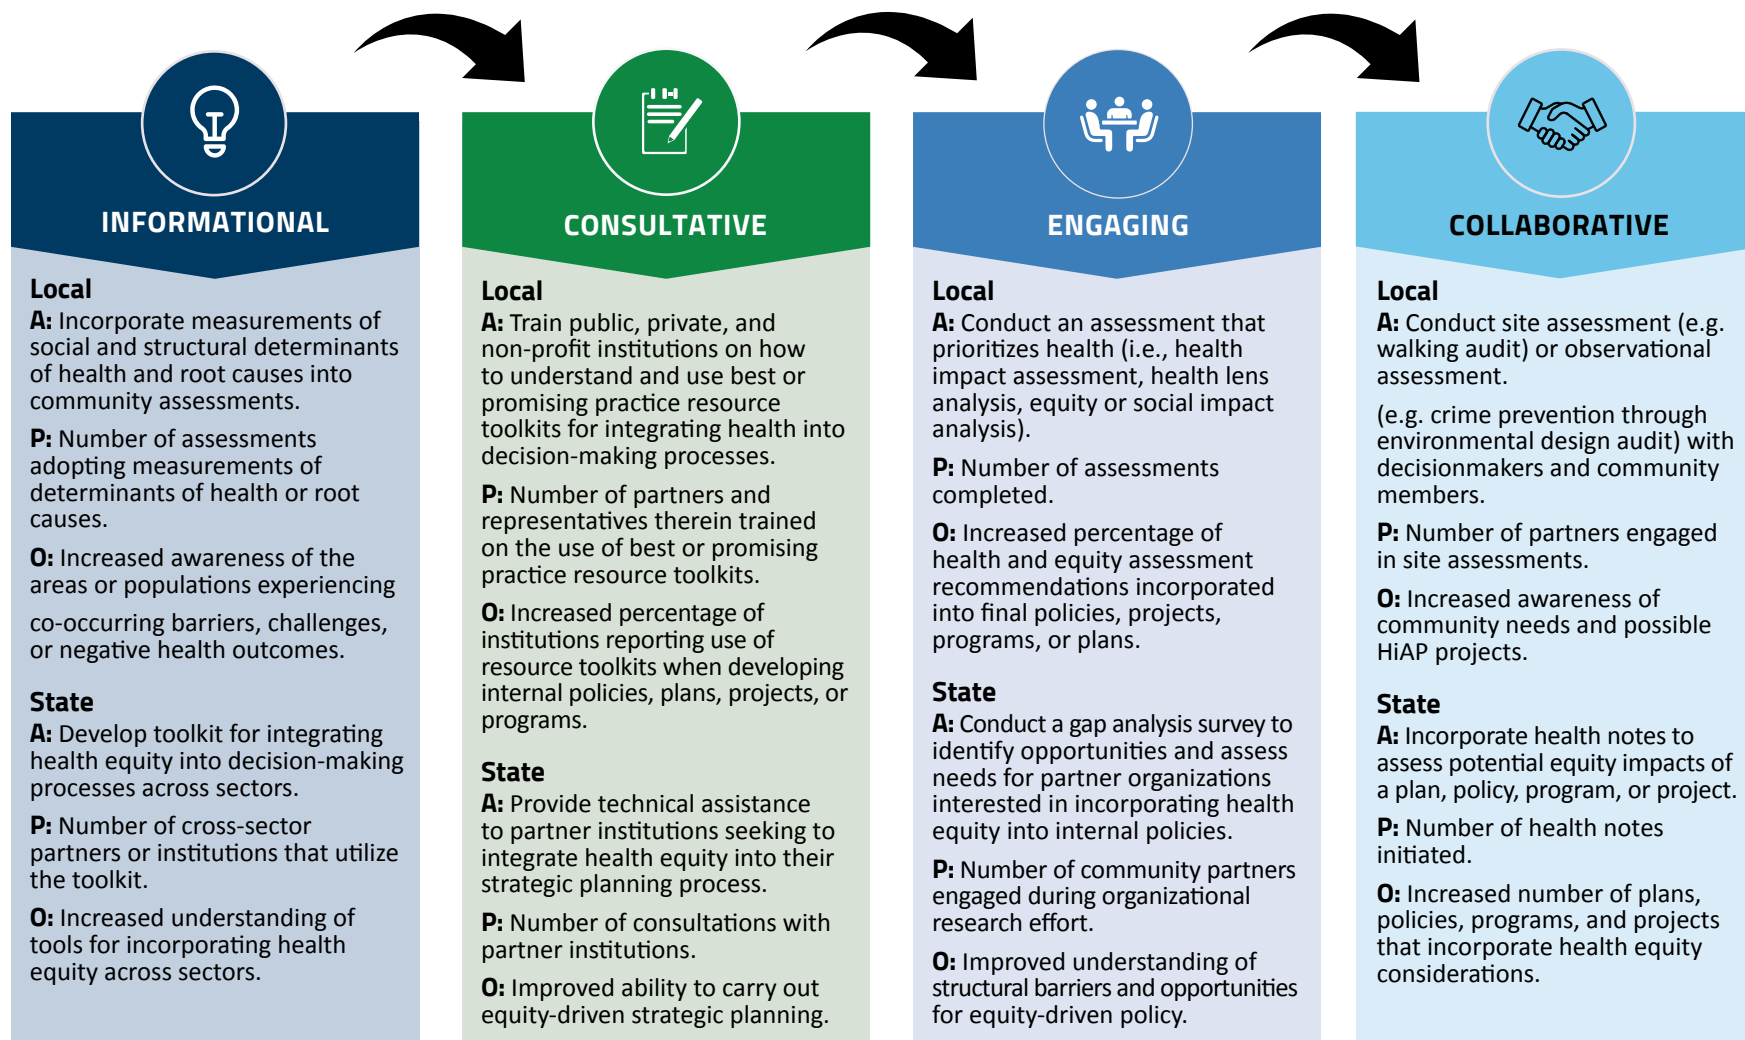 INFORMATIONAL
Local
A: Incorporate measurements of
social and structural determinants
of health and root causes into
community assessments.
P: Number of assessments
adopting measurements of
determinants of health or root
causes.
O: Increased awareness of the
areas or populations experiencing
co-occurring barriers, challenges,
or negative health outcomes.
State
A: Develop toolkit for integrating
health equity into decision-making
processes across sectors.
P: Number of cross-sector
partners or institutions that utilize
the toolkit.
O: Increased understanding of
tools for incorporating health
equity across sectors.
CONSULTATIVE
Local
A: Train public, private, and
non-profit institutions on how
to understand and use best or
promising practice resource
toolkits for integrating health into
decision-making processes.
P: Number of partners and
representatives therein trained
on the use of best or promising
practice resource toolkits.
O: Increased percentage of
institutions reporting use of
resource toolkits when developing
internal policies, plans, projects, or
programs.
State
A: Provide technical assistance
to partner institutions seeking to
integrate health equity into their
strategic planning process.
P: Number of consultations with
partner institutions.
O: Improved ability to carry out
equity-driven strategic planning.
ENGAGING
Local
A: Conduct an assessment that
prioritizes health (i.e., health
impact assessment, health lens
analysis, equity or social impact
analysis).
P: Number of assessments
completed.
O: Increased percentage of
health and equity assessment
recommendations incorporated
into final policies, projects,
programs, or plans.
State
A: Conduct a gap analysis survey to
identify opportunities and assess
needs for partner organizations
interested in incorporating health
equity into internal policies.
P: Number of community partners
engaged during organizational
research effort.
O: Improved understanding of
structural barriers and opportunities
for equity-driven policy.
COLLABORATIVE
Local
A: Conduct site assessment (e.g.
walking audit) or observational
assessment.
(e.g. crime prevention through
environmental design audit) with
decisionmakers and community
members.
P: Number of partners engaged
in site assessments.
O: Increased awareness of
community needs and possible
HiAP projects.
State
A: Incorporate health notes to
assess potential equity impacts of
a plan, policy, program, or project.
P: Number of health notes
initiated.
O: Increased number of plans,
policies, programs, and projects
that incorporate health equity
considerations.